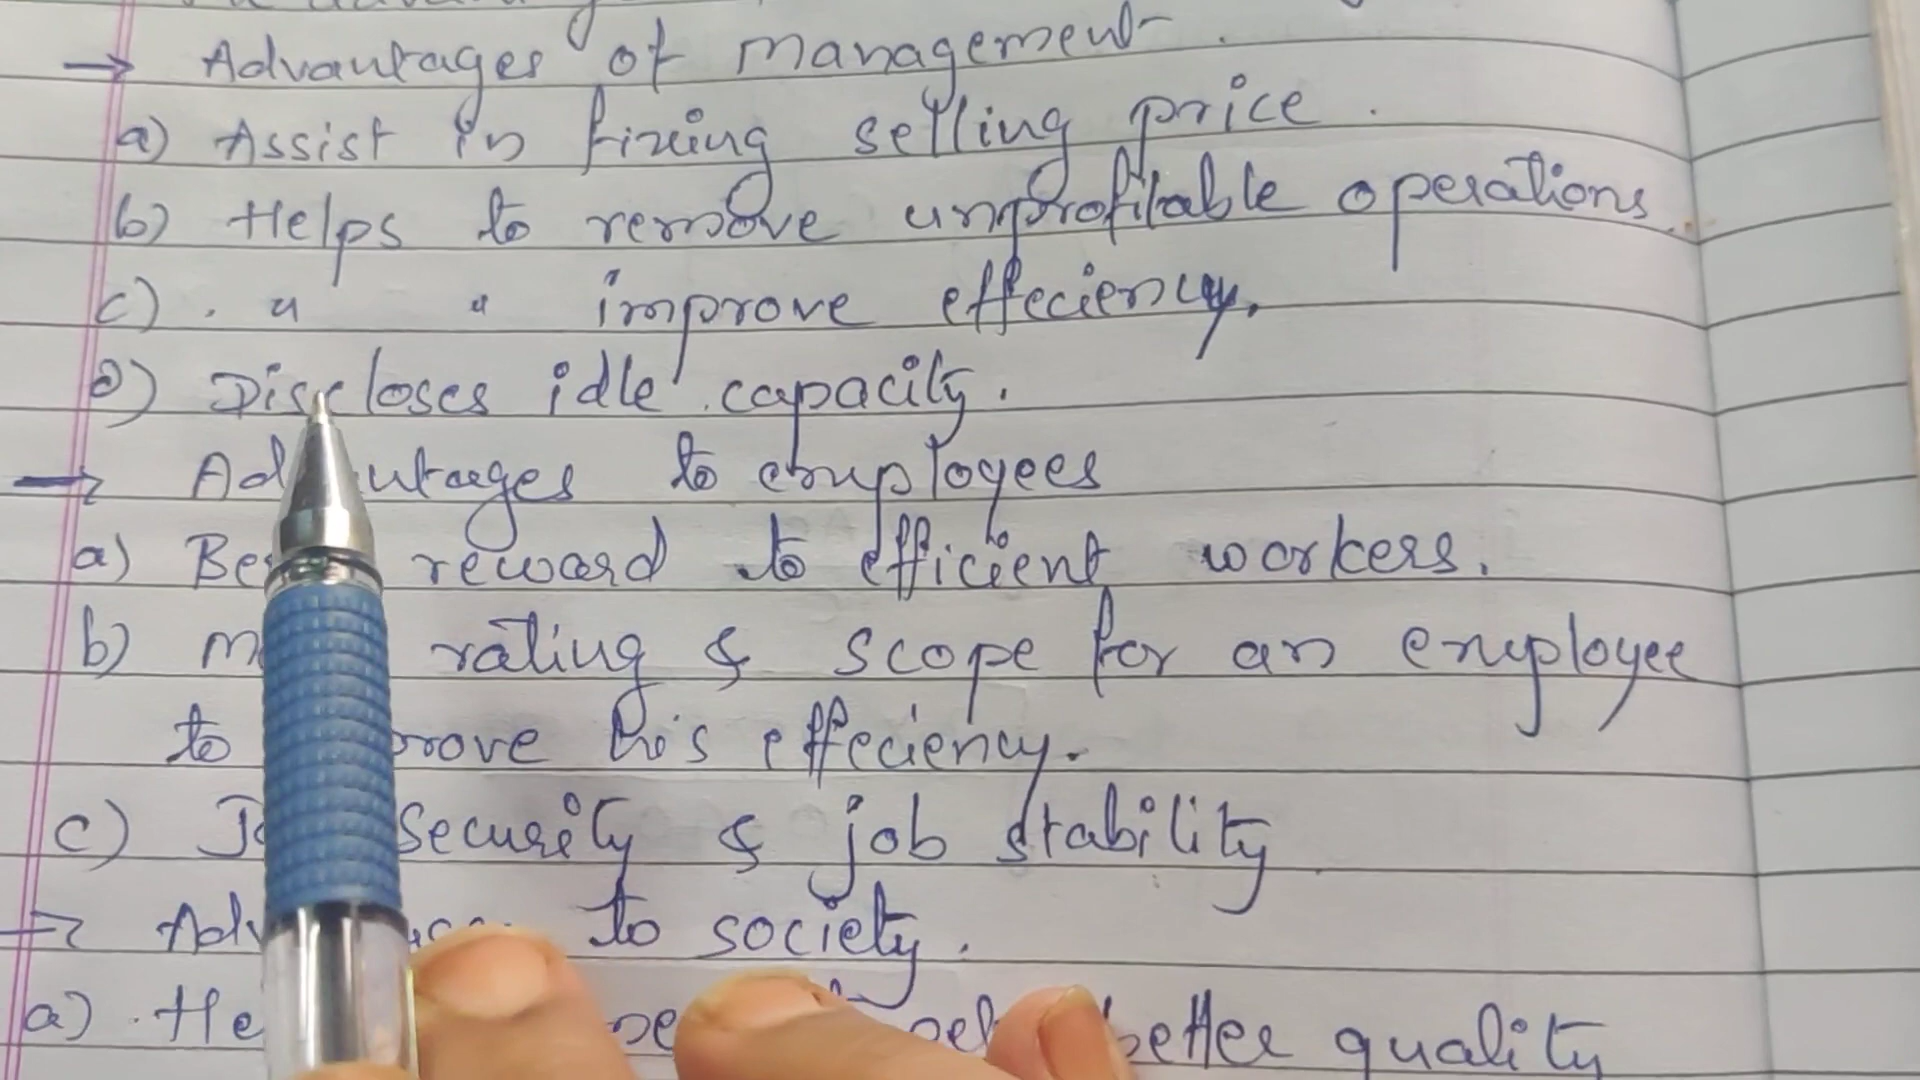 → Advantages of management.
a) Assist in fixing selling price.
b) Helps to remove unprofitable operations
c) . " " improve effeciency.
d) Discloses idle capacity.
→ to employees
a) reward to efficient workers.
b) rating & scope for an employee
to his effeciency.
c) Security & job stability
→ to society.
a) better quality